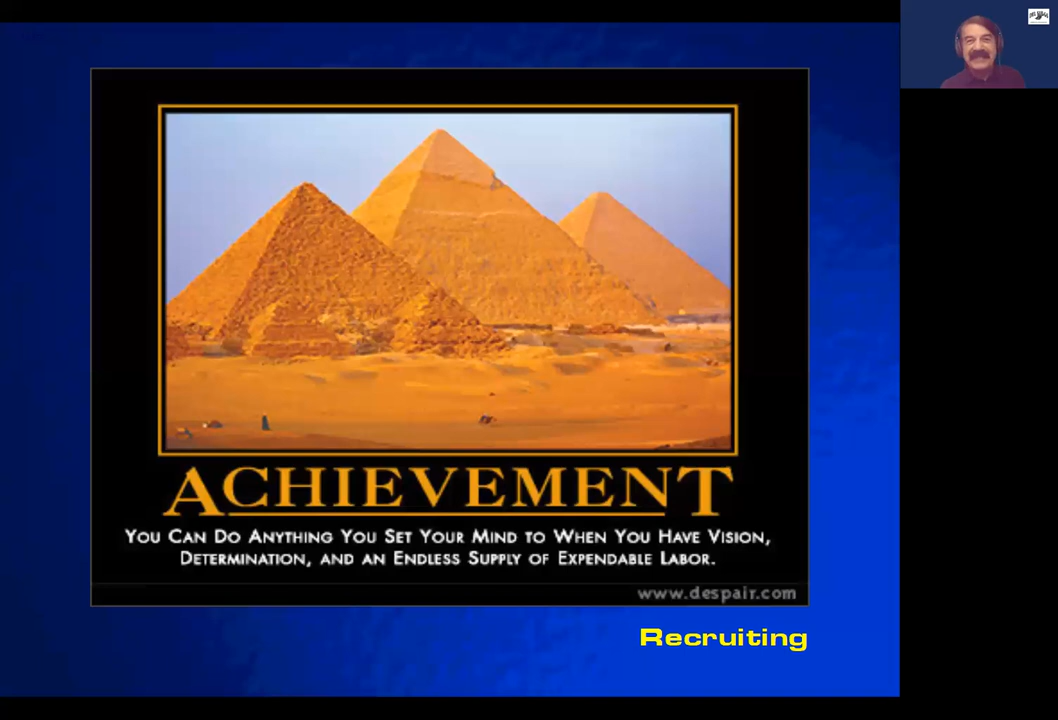 ACHIEVEMENT
YOU CAN DO ANYTHING YOU SET YOUR MIND TO WHEN YOU HAVE VISION,
DETERMINATION, AND AN ENDLESS SUPPLY OF EXPENDABLE LABOR.
www.despair.com
Recruiting